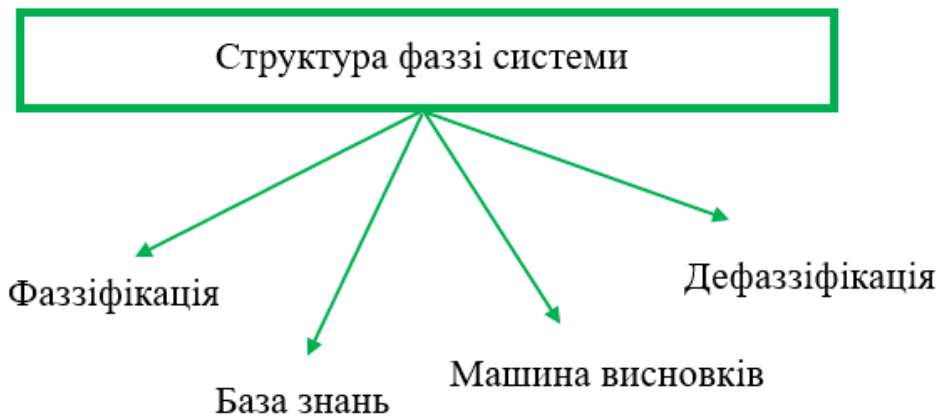 Структура фаззі системи
Фаззіфікація
База знань
Машина висновків
Дефаззіфікація